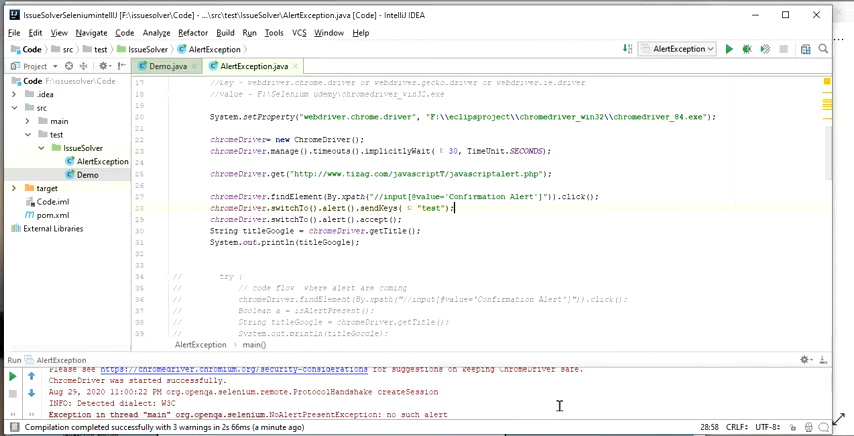 IssueSolverSeleniumintellIJ [F:\issuesolver\Code] - ...\src\test\IssueSolver\AlertException.java [Code] - IntelliJ IDEA
File Edit View Navigate Code Analyze Refactor Build Run Tools VCS Window Help
Code src test IssueSolver AlertException AlertException
Project Demo.java AlertException.java
Code F:\issuesolver\Code
.idea
src
main
test
IssueSolver
AlertException
Demo
target
Code.iml
pom.xml
External Libraries
17 //key - webdriver.chrome.driver or webdriver.gecko.driver or webdriver.ie.driver
18 //value - F:\Selenium udemy\chromedriver_win32.exe
19
20 System.setProperty("webdriver.chrome.driver", "F:\\eclipsproject\\chromedriver_win32\\chromedriver_84.exe");
21
22 chromeDriver= new ChromeDriver();
23 chromeDriver.manage().timeouts().implicitlyWait( 30, TimeUnit.SECONDS);
24
25 chromeDriver.get("http://www.tizag.com/javascriptT/javascriptalert.php");
26
27 chromeDriver.findElement(By.xpath("//input[@value='Confirmation Alert']")).click();
28 chromeDriver.switchTo().alert().sendKeys( "test");
29 chromeDriver.switchTo().alert().accept();
30 String titleGoogle = chromeDriver.getTitle();
31 System.out.println(titleGoogle);
32
33
34 // try {
35 // // code flow where alert are coming
36 // chromeDriver.findElement(By.xpath("//input[@value='Confirmation Alert']")).click();
37 // Boolean a = isAlertPresent();
38 // String titleGoogle = chromeDriver.getTitle();
39 // System.out.println(titleGoogle);
AlertException main()
Run AlertException
Please see https://chromedriver.chromium.org/security-considerations for suggestions on keeping ChromeDriver safe.
ChromeDriver was started successfully.
Aug 29, 2020 11:00:22 PM org.openqa.selenium.remote.ProtocolHandshake createSession
INFO: Detected dialect: W3C
Exception in thread "main" org.openqa.selenium.NoAlertPresentException: no such alert
Compilation completed successfully with 3 warnings in 2s 66ms (a minute ago) 28:58 CRLF UTF-8